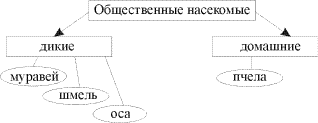 Общественные насекомые
дикие
домашние
муравей
пчела
шмель
оса